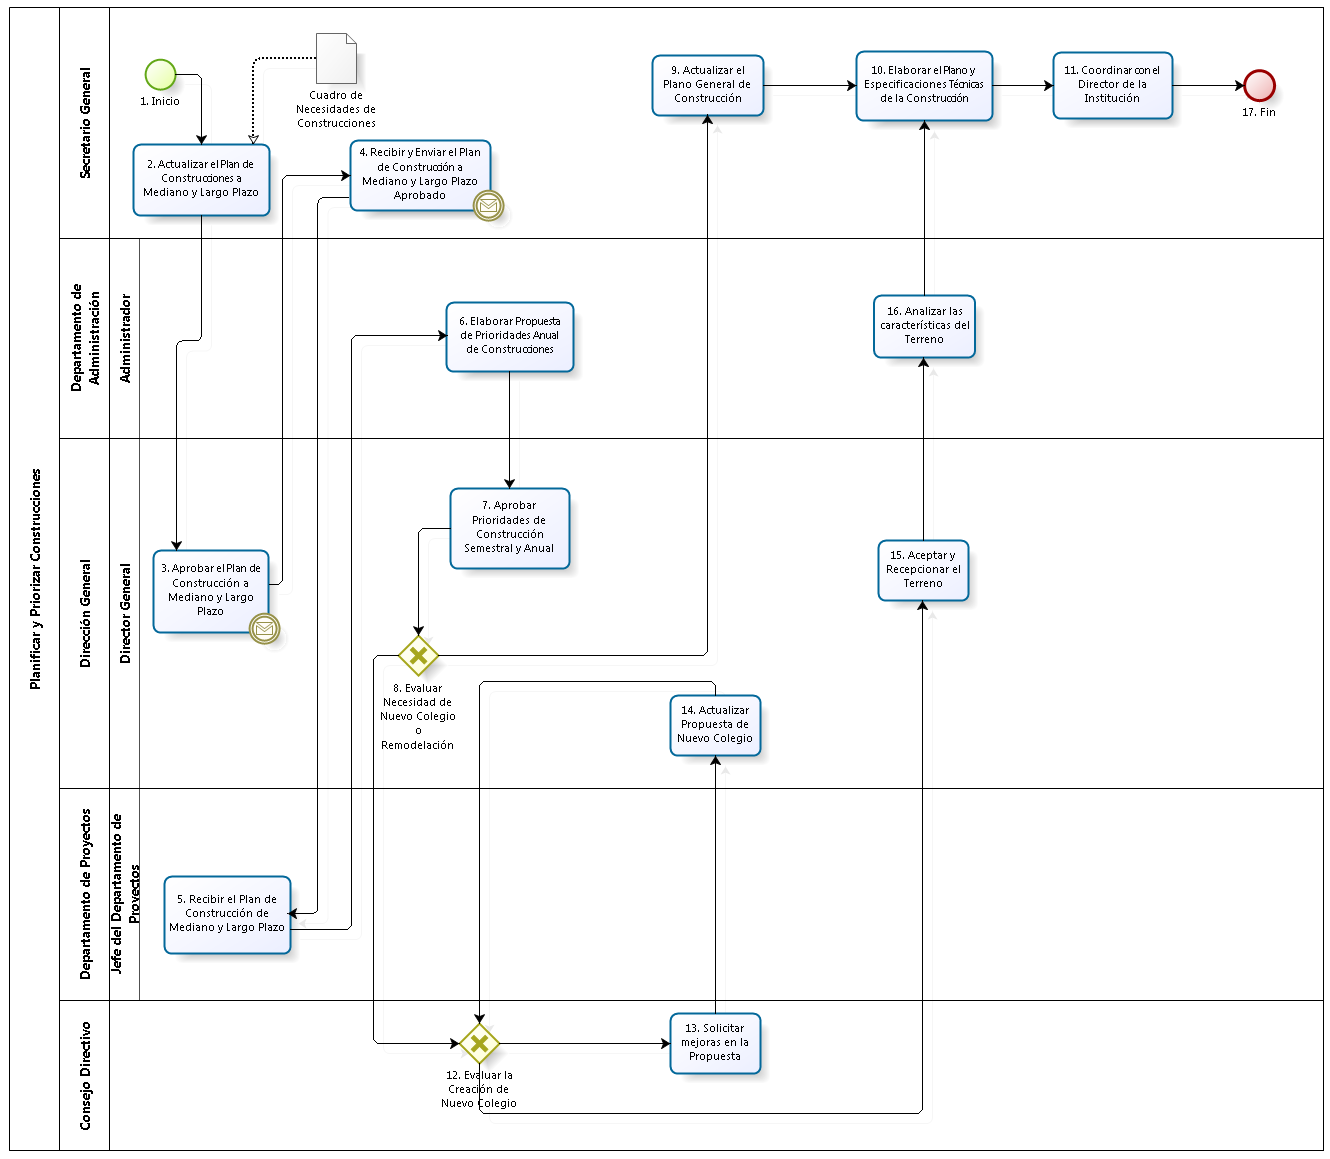 Planificar y Priorizar Construcciones
Secretario General
1. Inicio
Cuadro de
Necesidades de
Construcciones
2. Actualizar el Plan de
Construcciones a
Mediano y Largo Plazo
4. Recibir y Enviar el Plan
de Construcción a
Mediano y Largo Plazo
Aprobado
9. Actualizar el
Plano General de
Construcción
10. Elaborar el Plano y
Especificaciones Técnicas
de la Construcción
11. Coordinar con el
Director de la
Institución
17. Fin
Departamento de
Administración
Administrador
6. Elaborar Propuesta
de Prioridades Anual
de Construcciones
16. Analizar las
características del
Terreno
Dirección General
Director General
3. Aprobar el Plan de
Construcción a
Mediano y Largo
Plazo
7. Aprobar
Prioridades de
Construcción
Semestral y Anual
8. Evaluar
Necesidad de
Nuevo Colegio
o
Remodelación
14. Actualizar
Propuesta de
Nuevo Colegio
15. Aceptar y
Recepcionar el
Terreno
Departamento de Proyectos
Jefe del Departamento de
Proyectos
5. Recibir el Plan de
Construcción de
Mediano y Largo Plazo
Consejo Directivo
12. Evaluar la
Creación de
Nuevo Colegio
13. Solicitar
mejoras en la
Propuesta